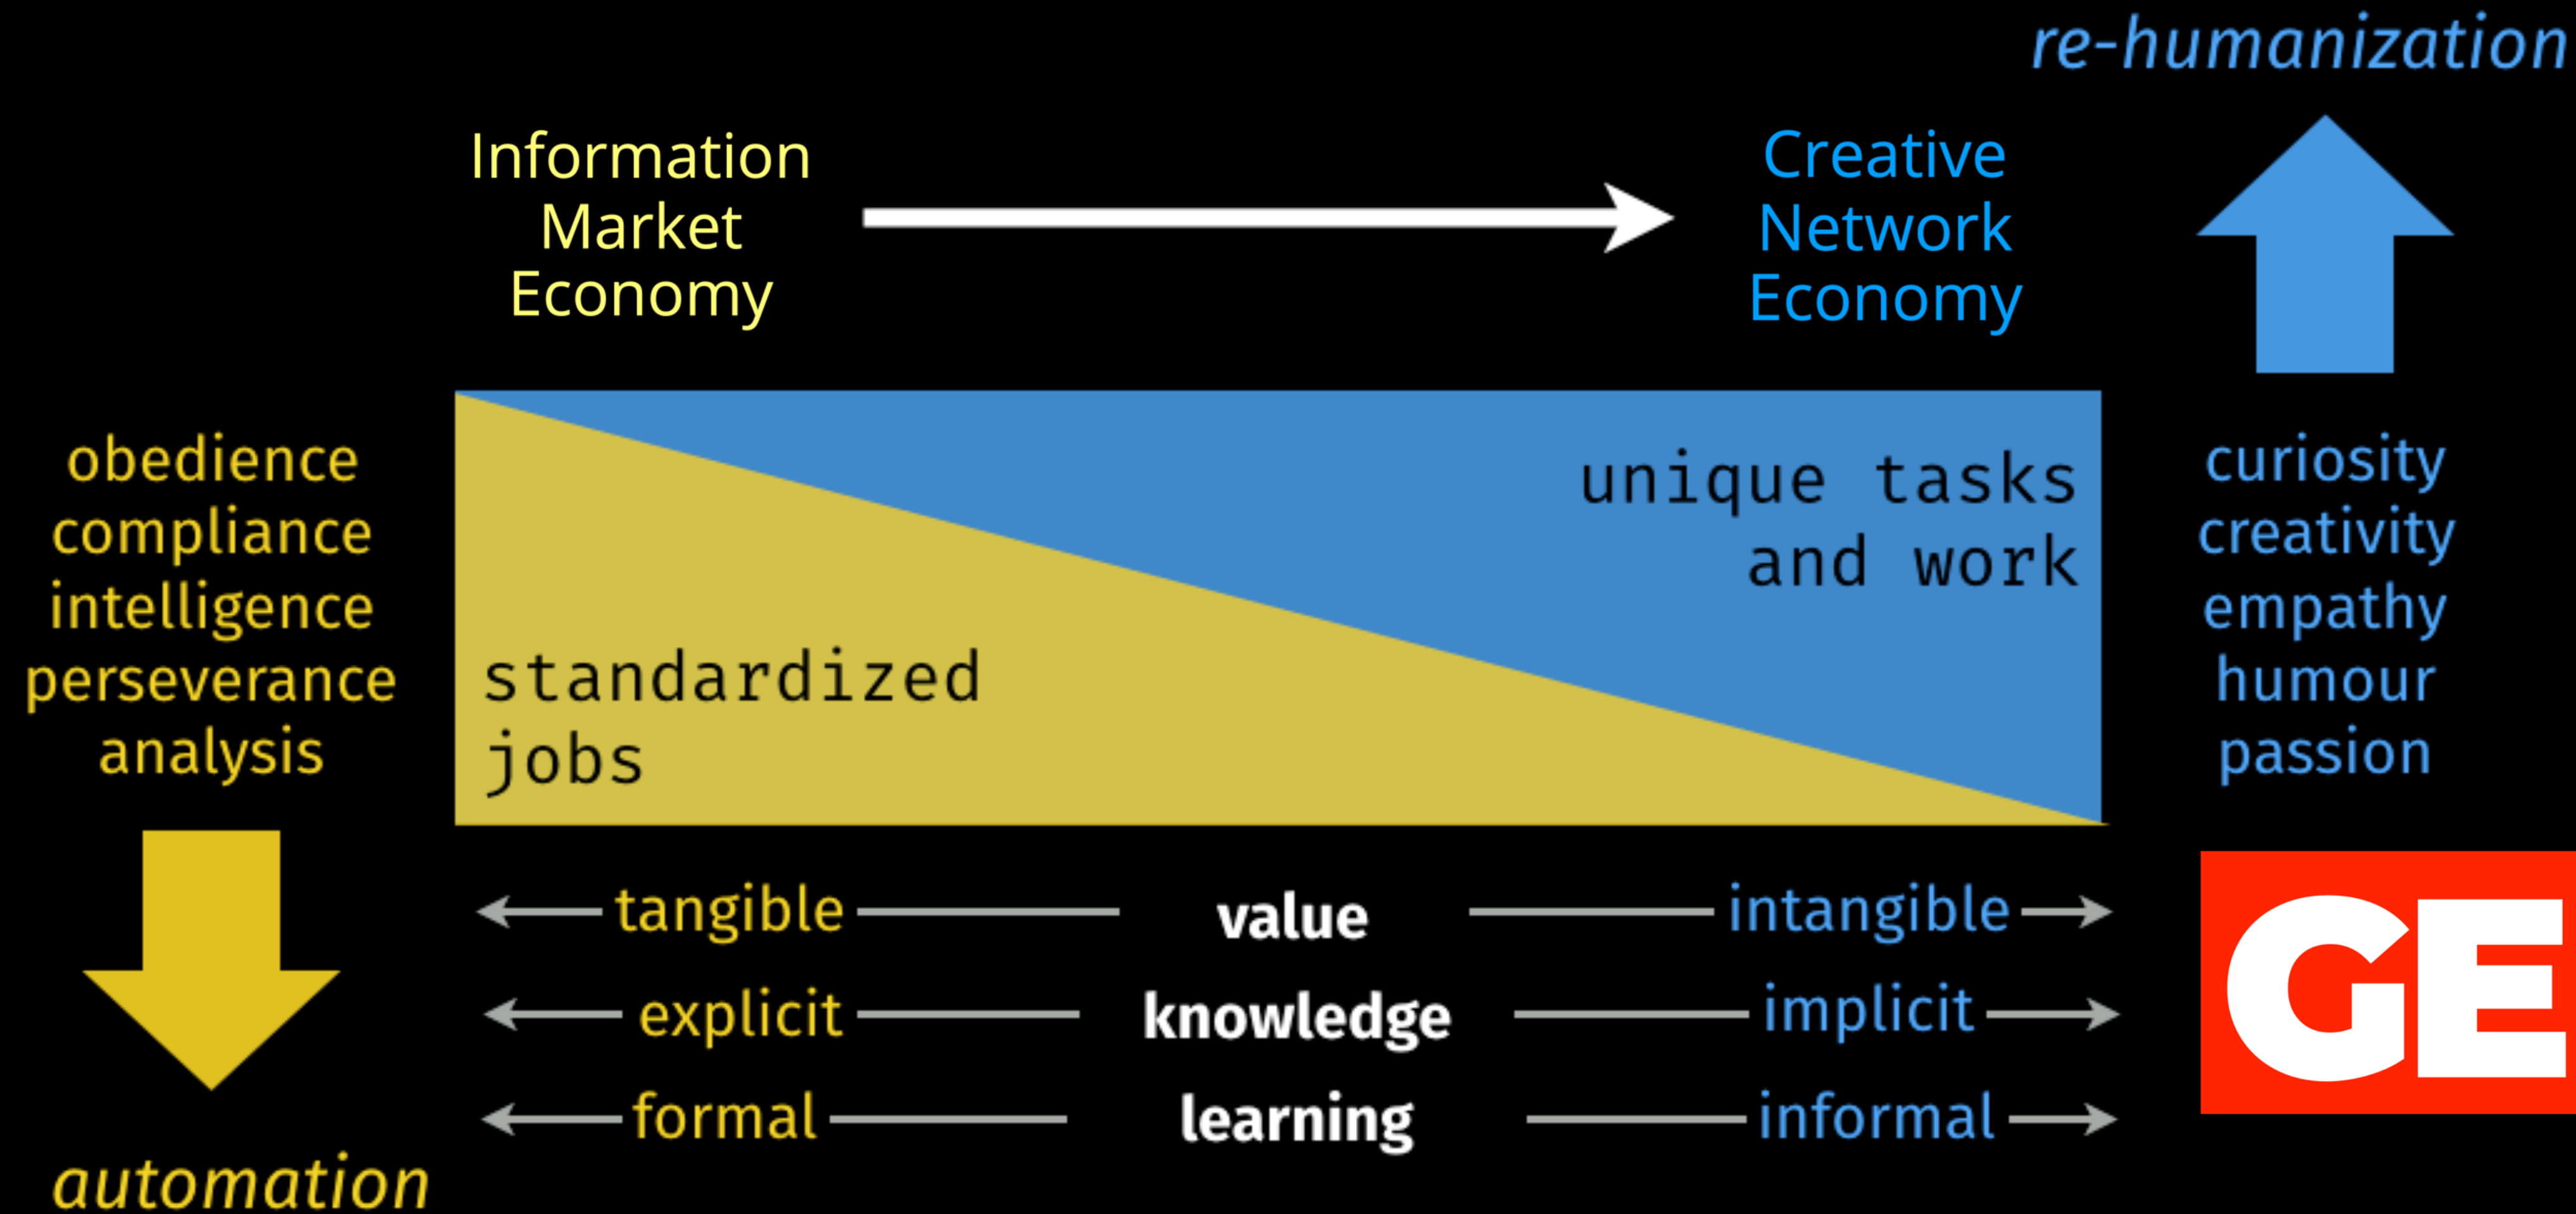 re-humanization
Information
Market
Economy
Creative
Network
Economy
obedience
compliance
intelligence
perseverance
analysis
standardized
jobs
unique tasks
and work
curiosity
creativity
empathy
humour
passion
tangible value intangible
explicit knowledge implicit
formal learning informal
GE
automation